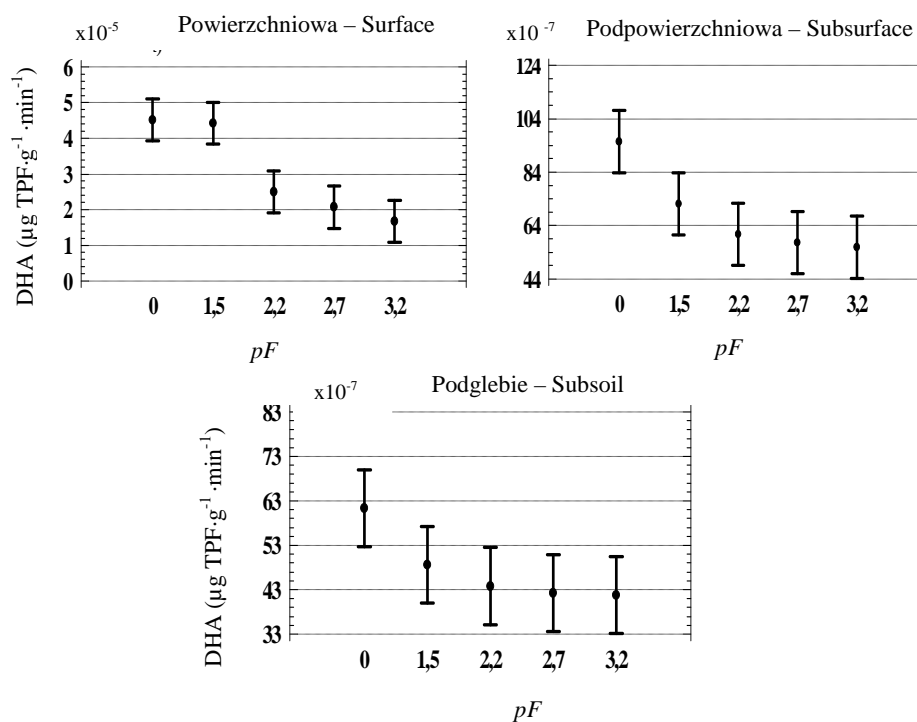 Powierzchniowa – Surface
x10⁻⁵
DHA (µg TPF·g⁻¹ ·min⁻¹)
6
5
4
3
2
1
0
0 1,5 2,2 2,7 3,2
pF
Podpowierzchniowa – Subsurface
x10 ⁻⁷
124
104
84
64
44
0 1,5 2,2 2,7 3,2
pF
Podglebie – Subsoil
x10⁻⁷
DHA (µg TPF·g⁻¹ ·min⁻¹)
83
73
63
53
43
33
0 1,5 2,2 2,7 3,2
pF